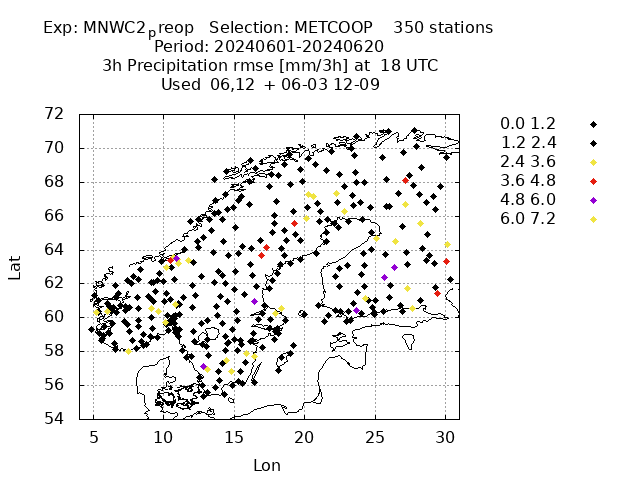 Exp: MNWC2preop Selection: METCOOP 350 stations
Period: 20240601-20240620
3h Precipitation rmse [mm/3h] at 18 UTC
Used 06,12 + 06-03 12-09
72
70
68
66
64
62
60
58
56
54
Lat
5 10 15 20 25 30
Lon
0.0 1.2
1.2 2.4
2.4 3.6
3.6 4.8
4.8 6.0
6.0 7.2